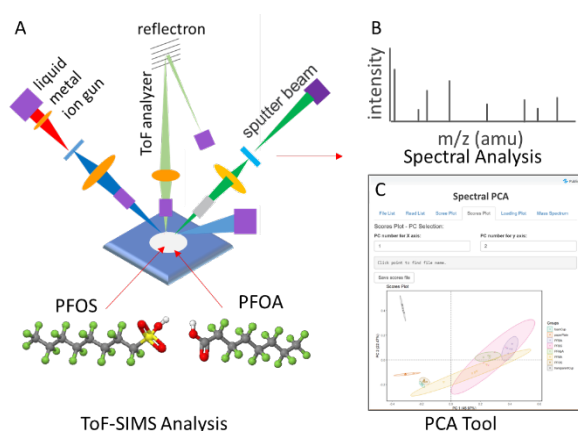 A
reflectron
liquid
metal
ion gun
ToF analyzer
sputter beam
PFOS
PFOA
ToF-SIMS Analysis
B
intensity
m/z (amu)
Spectral Analysis
C
Spectral PCA
File List
Peak List
Scree Plot
Scores Plot
Loading Plot
Mass Spectrum
Scores Plot - PC Selection:
PC number for X axis:
PC number for y axis:
1
2
Click point to find file name.
Save scores file
Scores Plot
Groups
PCA Tool